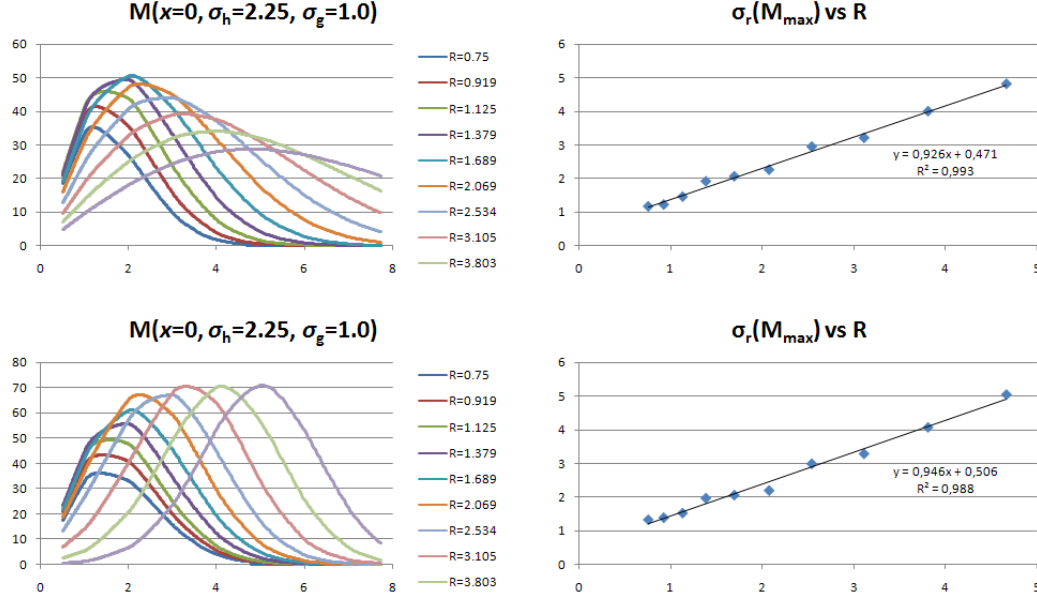 M(x=0, σh=2.25, σg=1.0)
60
50
40
30
20
10
0
0 2 4 6 8
R=0.75
R=0.919
R=1.125
R=1.379
R=1.689
R=2.069
R=2.534
R=3.105
R=3.803
σr(Mmax) vs R
6
5
4
3
2
1
0
0 1 2 3 4 5
y = 0,926x + 0,471
R² = 0,993
M(x=0, σh=2.25, σg=1.0)
80
70
60
50
40
30
20
10
0
0 2 4 6 8
R=0.75
R=0.919
R=1.125
R=1.379
R=1.689
R=2.069
R=2.534
R=3.105
R=3.803
σr(Mmax) vs R
6
5
4
3
2
1
0
0 1 2 3 4 5
y = 0,946x + 0,506
R² = 0,988